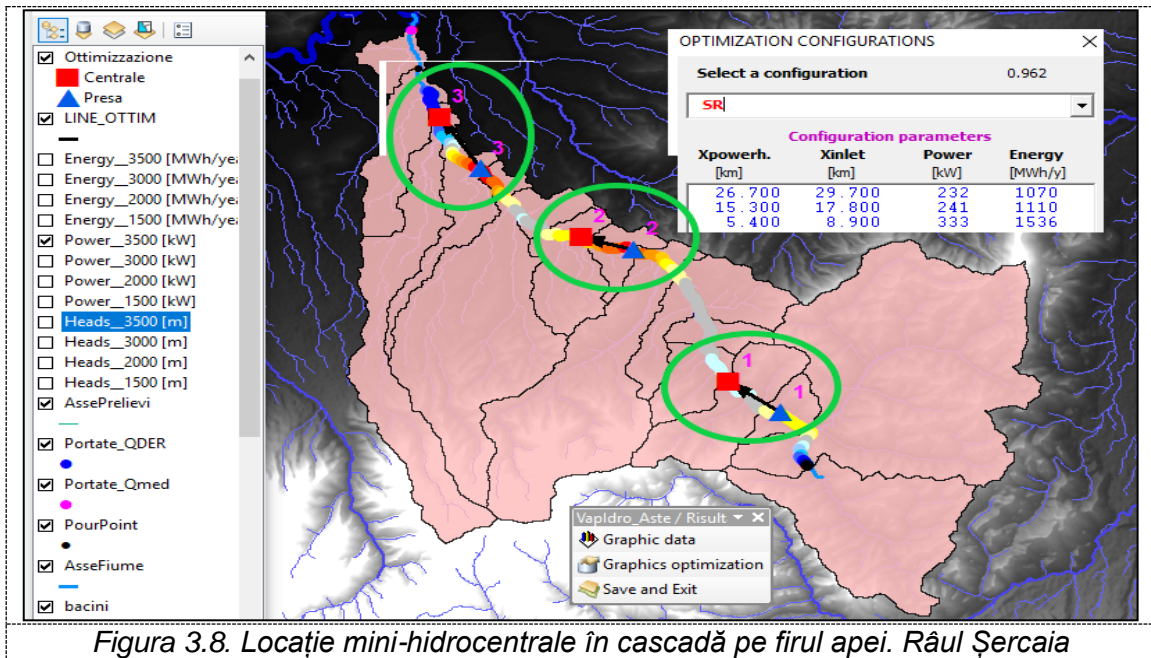 Ottimizzazione
Centrale
Presa
LINE_OTTIM
Energy__3500 [MWh/yea
Energy__3000 [MWh/yea
Energy__2000 [MWh/yea
Energy__1500 [MWh/yea
Power_3500 [kW]
Power__3000 [kW]
Power__2000 [kW]
Power__1500 [kW]
Heads__3500 [m]
Heads__3000 [m]
Heads__2000 [m]
Heads__1500 [m]
AssePrelievi
Portate_QDER
Portate_Qmed
PourPoint
AsseFiume
bacini
3
3
2
2
1
1
OPTIMIZATION CONFIGURATIONS
Select a configuration 0.962
SR
Configuration parameters
Xpowerh. Xinlet Power Energy
[km] [km] [kW] [MWh/y]
26.700 29.700 232 1070
15.300 17.800 241 1110
5.400 8.900 333 1536
VapIdro_Aste / Risult
Graphic data
Graphics optimization
Save and Exit
Figura 3.8. Locație mini-hidrocentrale în cascadă pe firul apei. Râul Șercaia